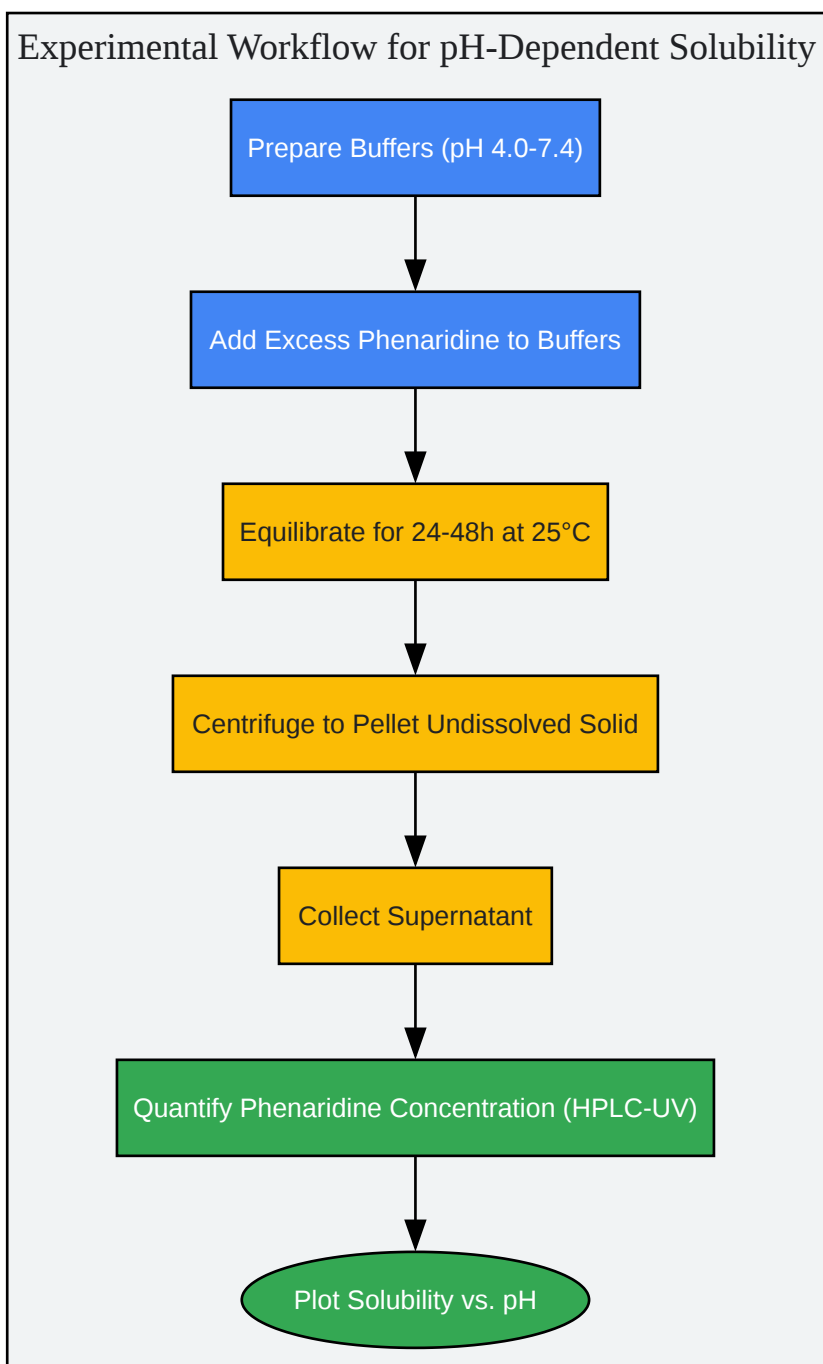 Experimental Workflow for pH-Dependent Solubility
Prepare Buffers (pH 4.0-7.4)
Add Excess Phenaridine to Buffers
Equilibrate for 24-48h at 25°C
Centrifuge to Pellet Undissolved Solid
Collect Supernatant
Quantify Phenaridine Concentration (HPLC-UV)
Plot Solubility vs. pH